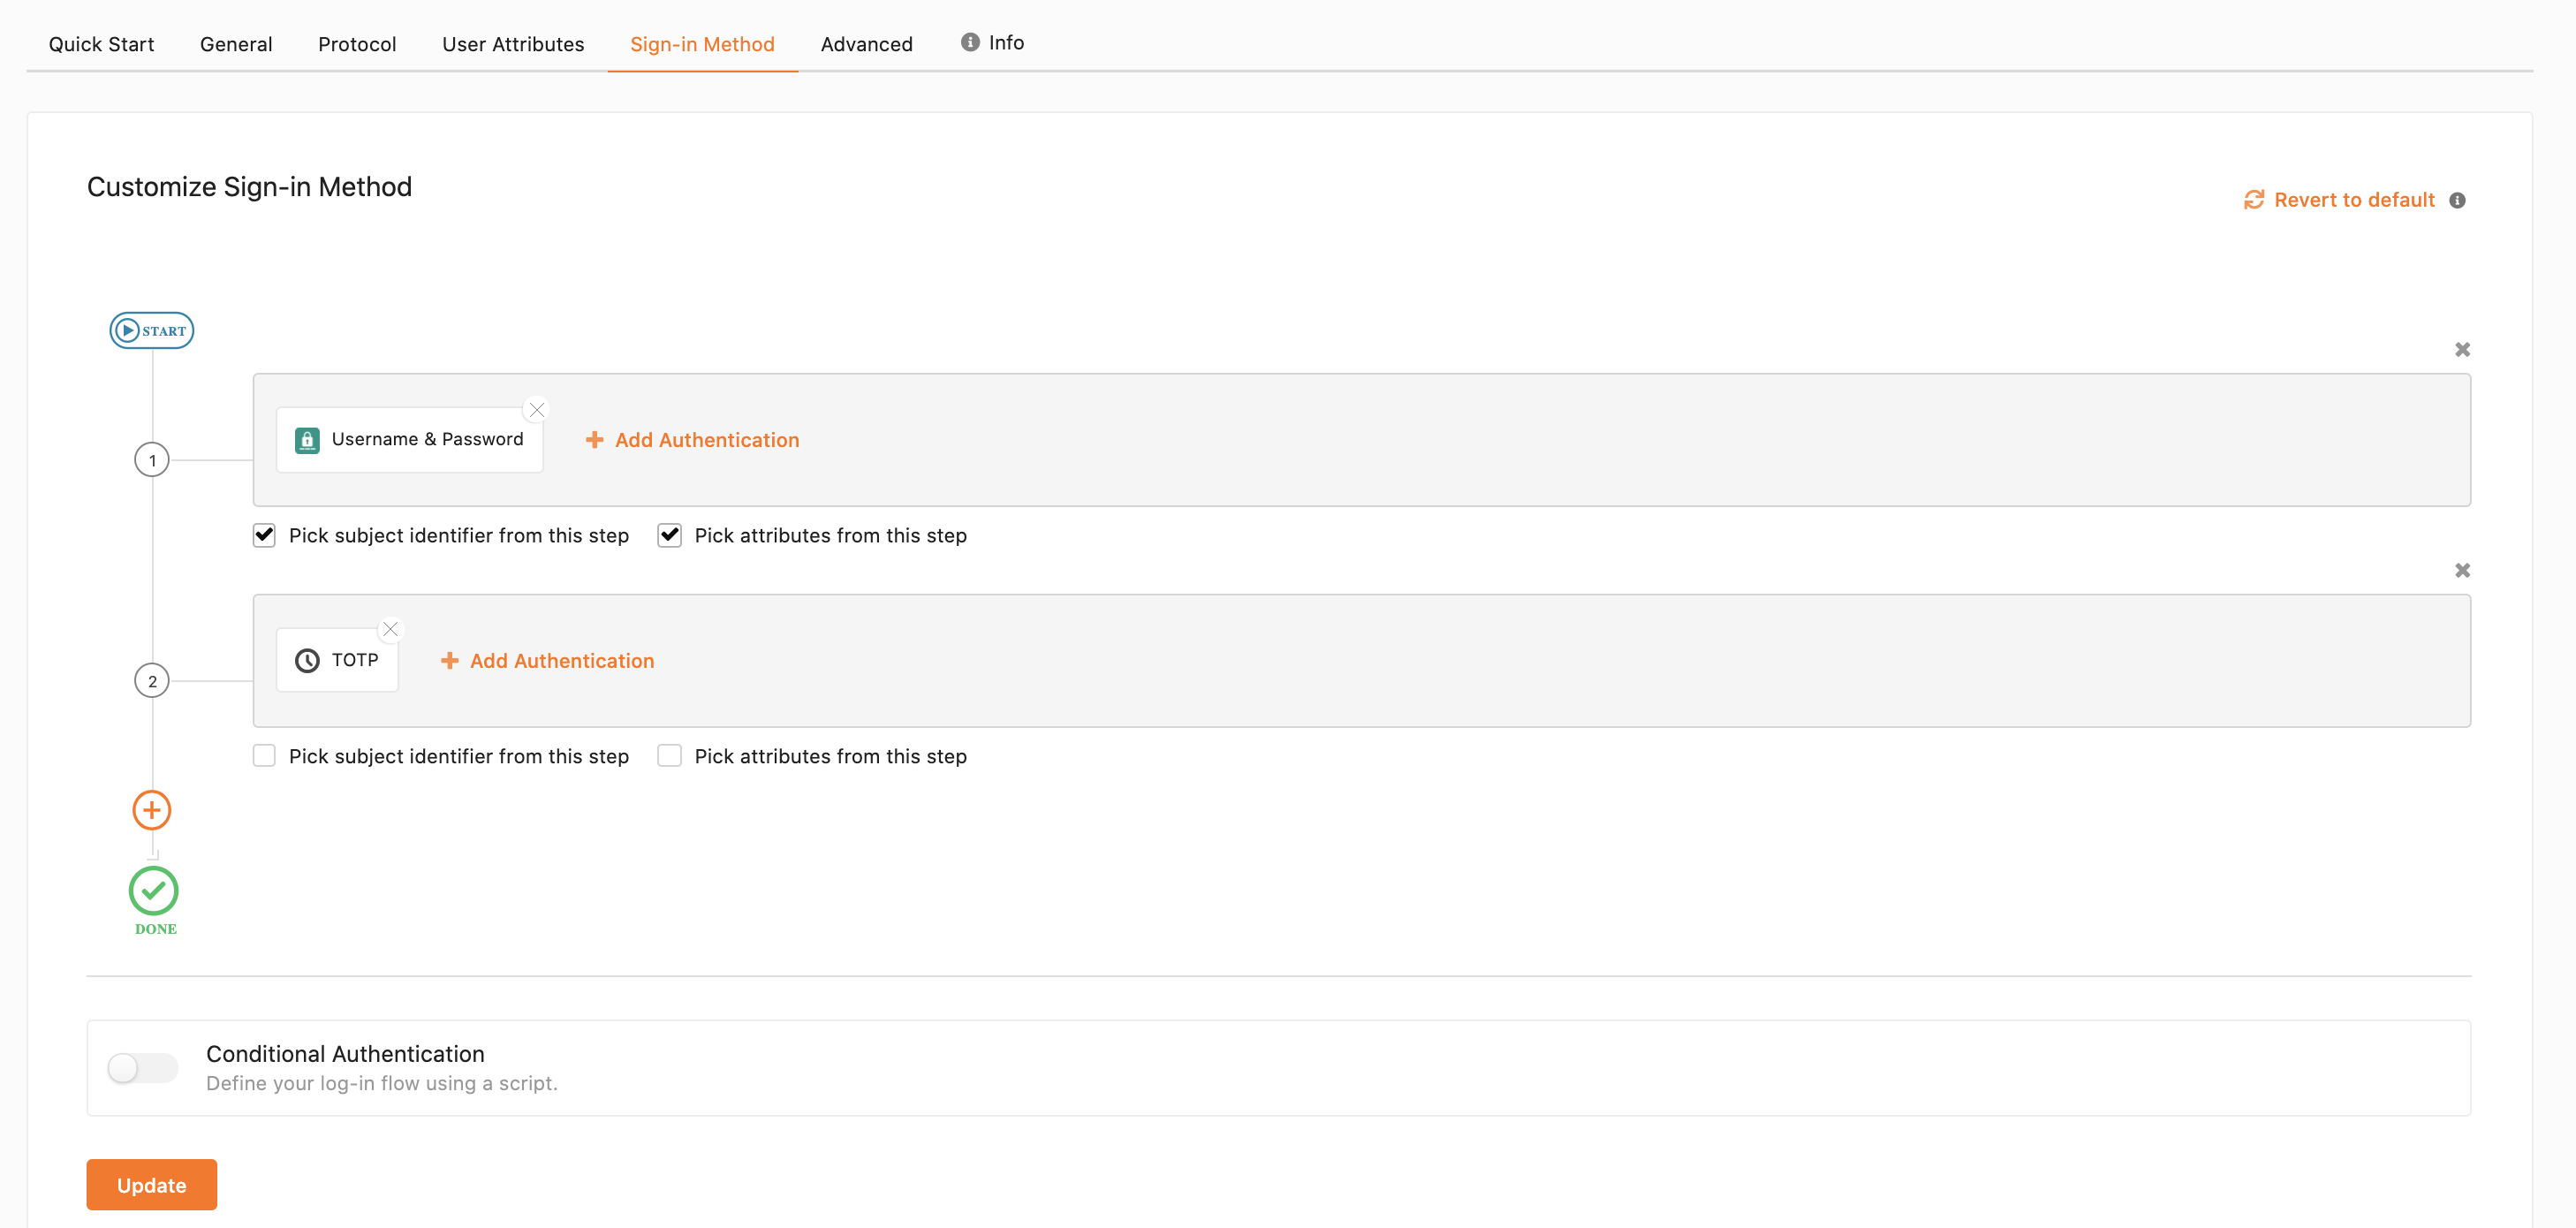 Quick Start General Protocol User Attributes Sign-in Method Advanced Info
Customize Sign-in Method
Revert to default
START
1
Username & Password
Add Authentication
Pick subject identifier from this step Pick attributes from this step
2
TOTP
Add Authentication
Pick subject identifier from this step Pick attributes from this step
DONE
Conditional Authentication
Define your log-in flow using a script.
Update